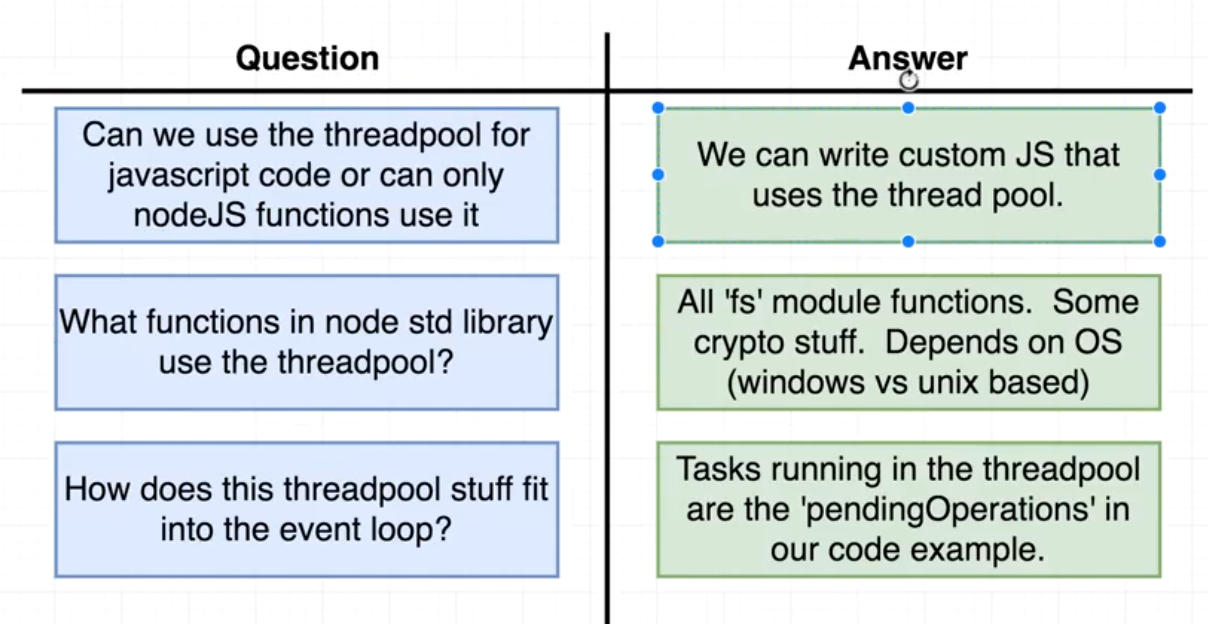 Question
Answer
Can we use the threadpool for
javascript code or can only
nodeJS functions use it
We can write custom JS that
uses the thread pool.
What functions in node std library
use the threadpool?
All 'fs' module functions.  Some
crypto stuff.  Depends on OS
(windows vs unix based)
How does this threadpool stuff fit
into the event loop?
Tasks running in the threadpool
are the 'pendingOperations' in
our code example.